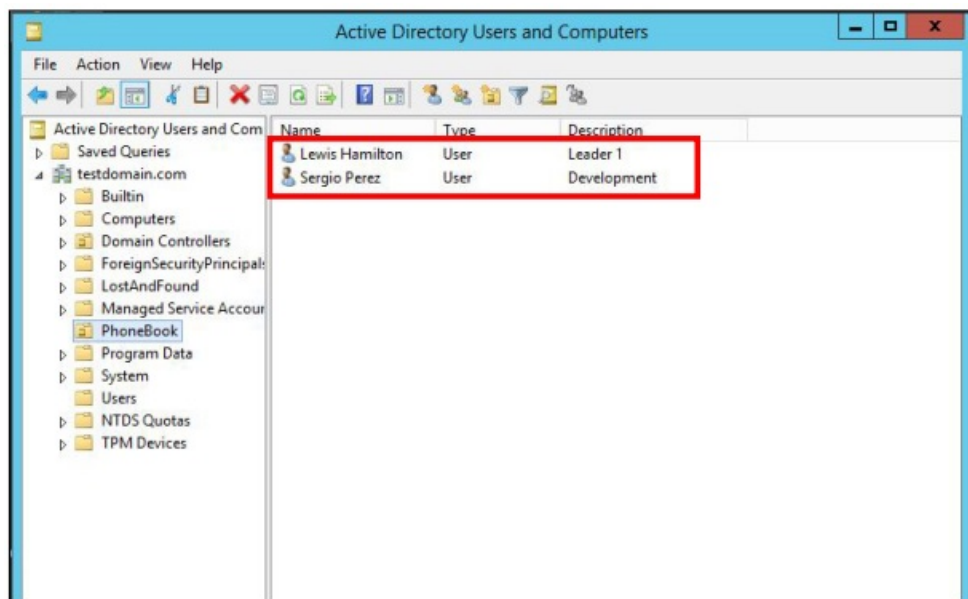 Active Directory Users and Computers
File Action View Help
Active Directory Users and Com
Saved Queries
testdomain.com
Builtin
Computers
Domain Controllers
ForeignSecurityPrincipals
LostAndFound
Managed Service Accour
PhoneBook
Program Data
System
Users
NTDS Quotas
TPM Devices
Name Type Description
Lewis Hamilton User Leader 1
Sergio Perez User Development